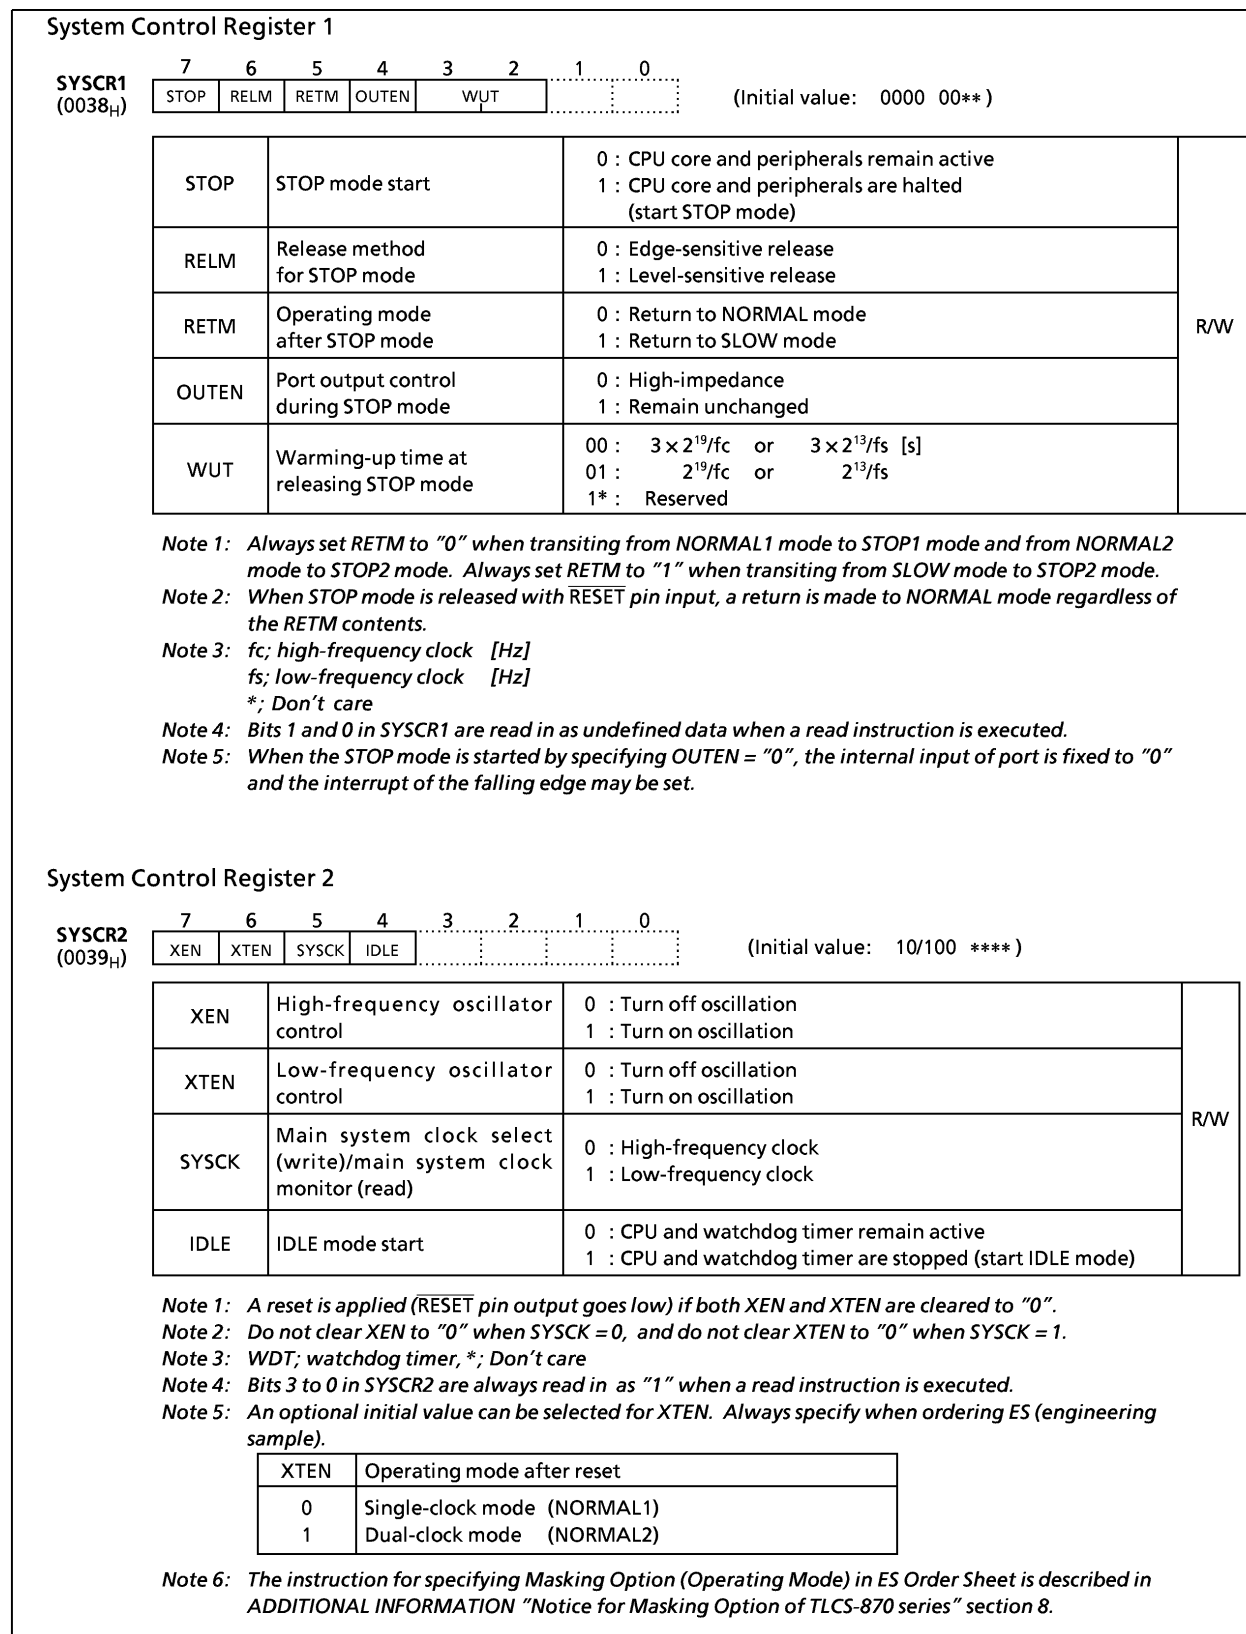 System Control Register 1
7 6 5 4 3 2 1 0
SYSCR1
(0038H)
STOP RELM RETM OUTEN WUT
(Initial value: 0000 00**)
STOP STOP mode start
0 : CPU core and peripherals remain active
1 : CPU core and peripherals are halted
(start STOP mode)
RELM Release method
for STOP mode
0 : Edge-sensitive release
1 : Level-sensitive release
RETM Operating mode
after STOP mode
0 : Return to NORMAL mode
1 : Return to SLOW mode
R/W
OUTEN Port output control
during STOP mode
0 : High-impedance
1 : Remain unchanged
WUT Warming-up time at
releasing STOP mode
00 : 3 × 2¹⁹/fc or 3 × 2¹³/fs [s]
01 : 2¹⁹/fc or 2¹³/fs
1* : Reserved
Note 1: Always set RETM to "0" when transiting from NORMAL1 mode to STOP1 mode and from NORMAL2
mode to STOP2 mode. Always set RETM to "1" when transiting from SLOW mode to STOP2 mode.
Note 2: When STOP mode is released with RESET pin input, a return is made to NORMAL mode regardless of
the RETM contents.
Note 3: fc; high-frequency clock [Hz]
fs; low-frequency clock [Hz]
*; Don't care
Note 4: Bits 1 and 0 in SYSCR1 are read in as undefined data when a read instruction is executed.
Note 5: When the STOP mode is started by specifying OUTEN = "0", the internal input of port is fixed to "0"
and the interrupt of the falling edge may be set.
System Control Register 2
7 6 5 4 3 2 1 0
SYSCR2
(0039H)
XEN XTEN SYSCK IDLE
(Initial value: 10/100 ****)
XEN High-frequency oscillator
control
0 : Turn off oscillation
1 : Turn on oscillation
XTEN Low-frequency oscillator
control
0 : Turn off oscillation
1 : Turn on oscillation
R/W
SYSCK Main system clock select
(write)/main system clock
monitor (read)
0 : High-frequency clock
1 : Low-frequency clock
IDLE IDLE mode start
0 : CPU and watchdog timer remain active
1 : CPU and watchdog timer are stopped (start IDLE mode)
Note 1: A reset is applied (RESET pin output goes low) if both XEN and XTEN are cleared to "0".
Note 2: Do not clear XEN to "0" when SYSCK = 0, and do not clear XTEN to "0" when SYSCK = 1.
Note 3: WDT; watchdog timer, *; Don't care
Note 4: Bits 3 to 0 in SYSCR2 are always read in as "1" when a read instruction is executed.
Note 5: An optional initial value can be selected for XTEN. Always specify when ordering ES (engineering
sample).
XTEN Operating mode after reset
0 Single-clock mode (NORMAL1)
1 Dual-clock mode (NORMAL2)
Note 6: The instruction for specifying Masking Option (Operating Mode) in ES Order Sheet is described in
ADDITIONAL INFORMATION "Notice for Masking Option of TLCS-870 series" section 8.